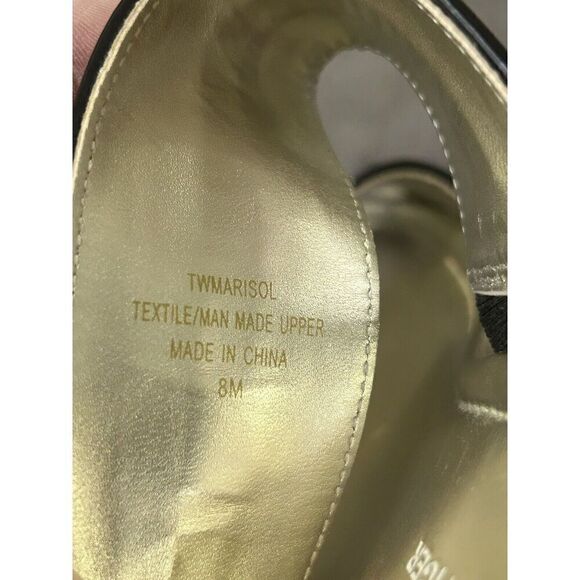 TWMARISOL
TEXTILE/MAN MADE UPPER
MADE IN CHINA
8M